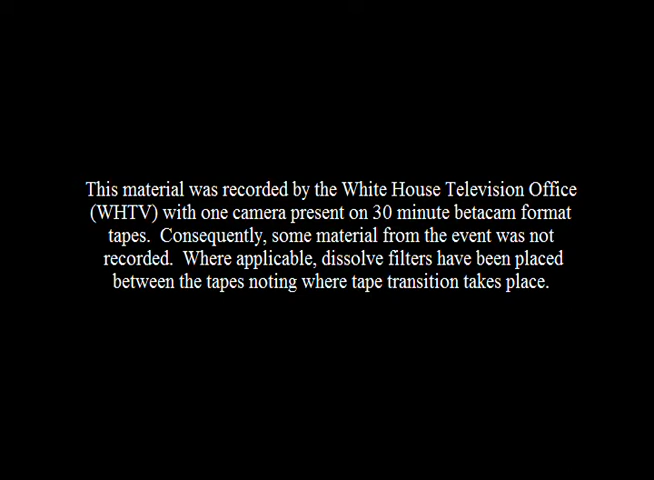 This material was recorded by the White House Television Office
(WHTV) with one camera present on 30 minute betacam format
tapes.  Consequently, some material from the event was not
recorded.  Where applicable, dissolve filters have been placed
between the tapes noting where tape transition takes place.